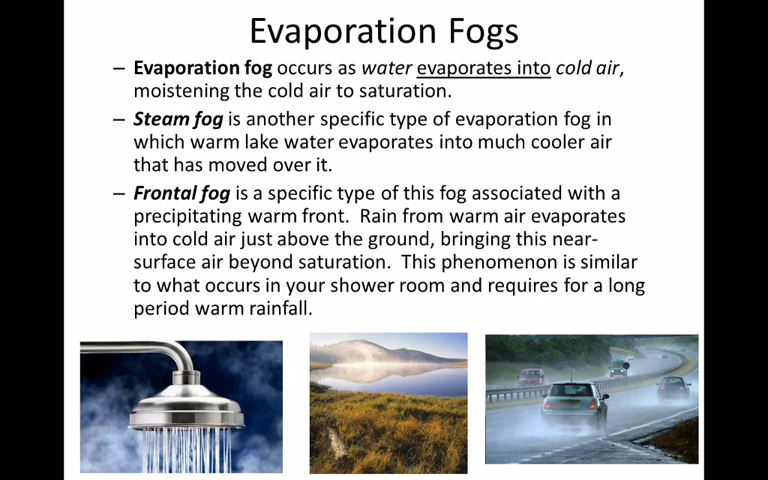 Evaporation Fogs
– Evaporation fog occurs as water evaporates into cold air,
moistening the cold air to saturation.
– Steam fog is another specific type of evaporation fog in
which warm lake water evaporates into much cooler air
that has moved over it.
– Frontal fog is a specific type of this fog associated with a
precipitating warm front.  Rain from warm air evaporates
into cold air just above the ground, bringing this near-
surface air beyond saturation.  This phenomenon is similar
to what occurs in your shower room and requires for a long
period warm rainfall.